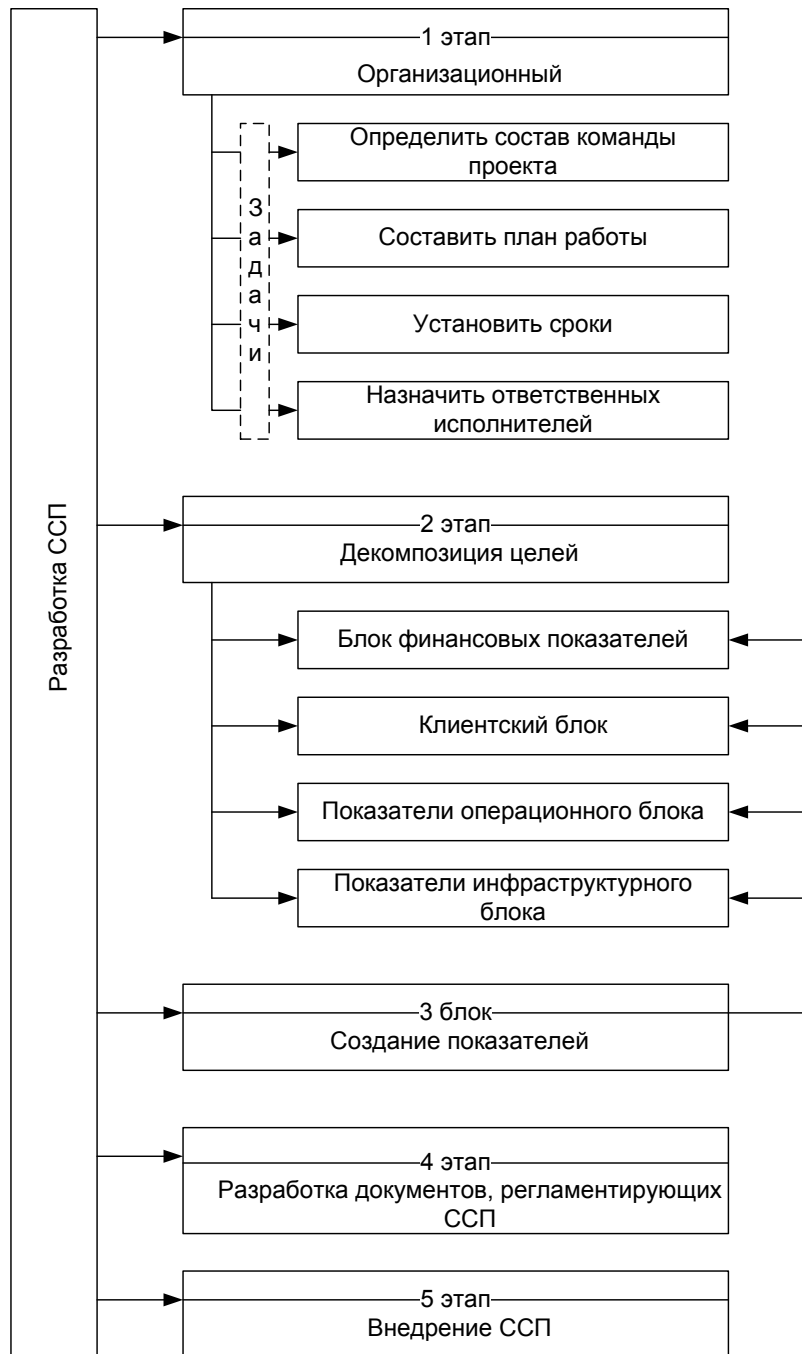 Разработка ССП
1 этап
Организационный
Задачи
Определить состав команды
проекта
Составить план работы
Установить сроки
Назначить ответственных
исполнителей
2 этап
Декомпозиция целей
Блок финансовых показателей
Клиентский блок
Показатели операционного блока
Показатели инфраструктурного
блока
3 блок
Создание показателей
4 этап
Разработка документов, регламентирующих
ССП
5 этап
Внедрение ССП